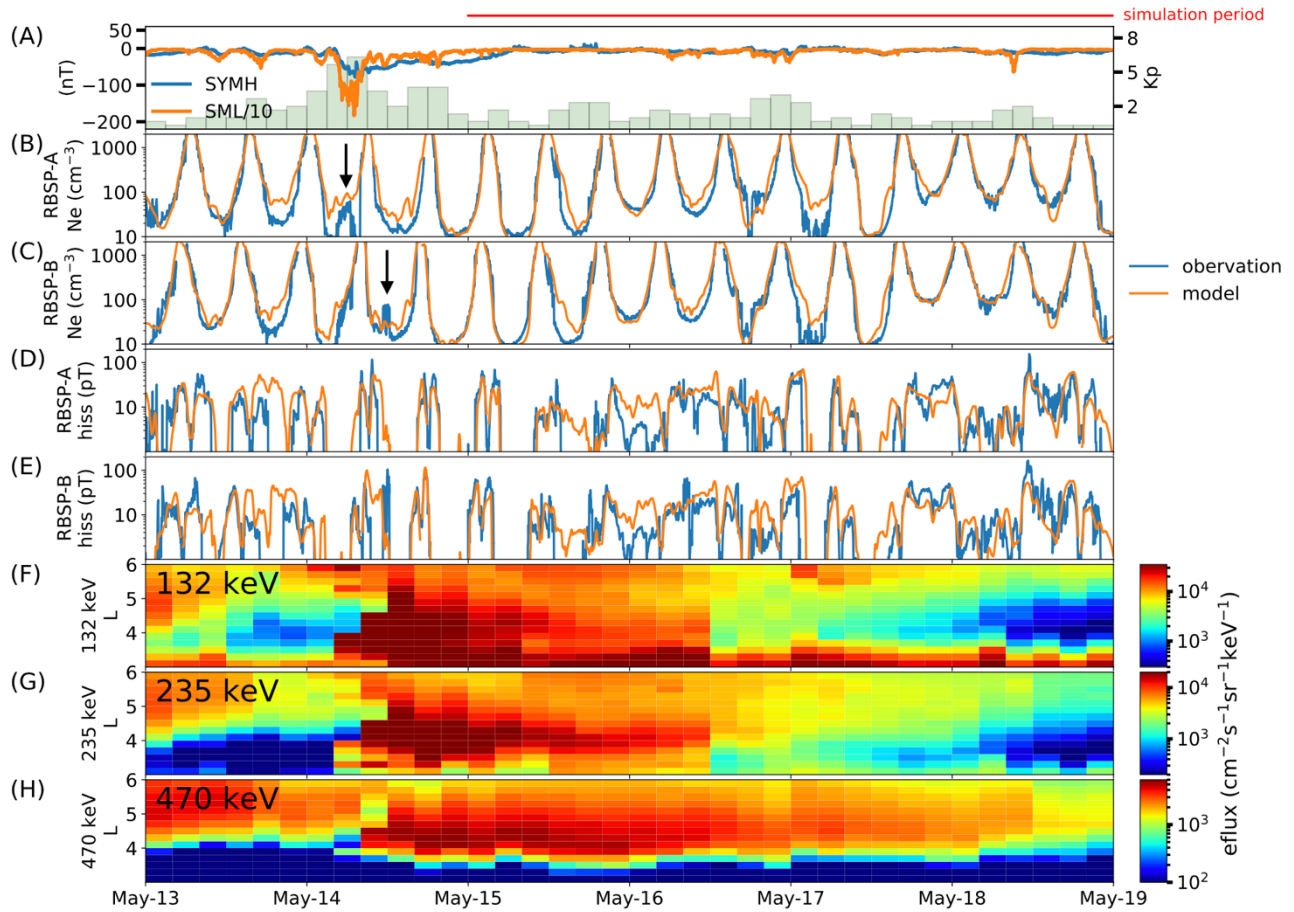 simulation period
(A)
50
0
−100
−200
(nT)
SYMH
SML/10
8
5
2
Kp
(B)
RBSP-A
Ne (cm⁻³)
1000
100
10
(C)
RBSP-B
Ne (cm⁻³)
1000
100
10
obervation
model
(D)
RBSP-A
hiss (pT)
100
10
(E)
RBSP-B
hiss (pT)
100
10
1
(F)
132 keV
L
6
5
4
132 keV
10⁴
10³
(G)
235 keV
L
6
4
235 keV
10⁴
10³
(H)
470 keV
L
6
5
4
470 keV
10³
10²
eflux (cm⁻²s⁻¹sr⁻¹keV⁻¹)
May-13
May-14
May-15
May-16
May-17
May-18
May-19